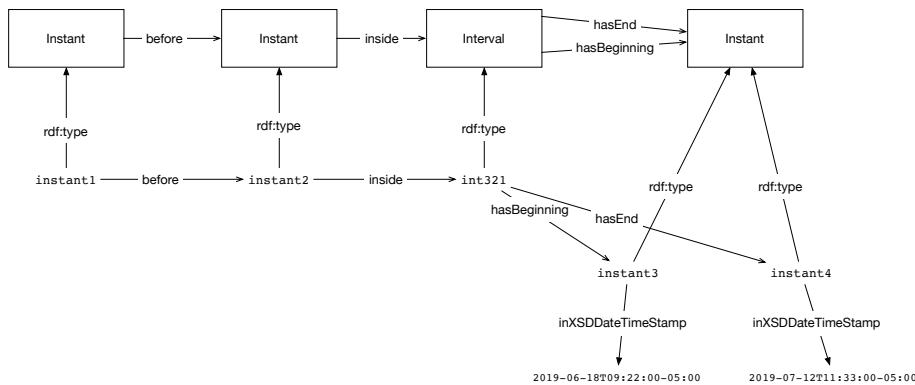 hasEnd
Instant before Instant inside Interval Instant
hasBeginning
rdf:type rdf:type rdf:type
instant1 before instant2 inside int321 rdf:type rdf:type
hasBeginning
hasEnd
instant3 instant4
inXSDDateTimeStamp inXSDDateTimeStamp
2019-06-18T09:22:00-05:00 2019-07-12T11:33:00-05:00